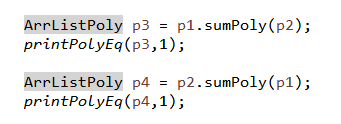 ArrListPoly p3 = p1.sumPoly(p2);
printPolyEq(p3,1);
ArrListPoly p4 = p2.sumPoly(p1);
printPolyEq(p4,1);